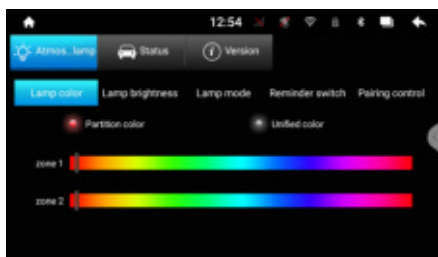 12:54
Atmos...lamp Status Version
Lamp color Lamp brightness Lamp mode Reminder switch Pairing control
Partition color Unified color
zone 1
zone 2